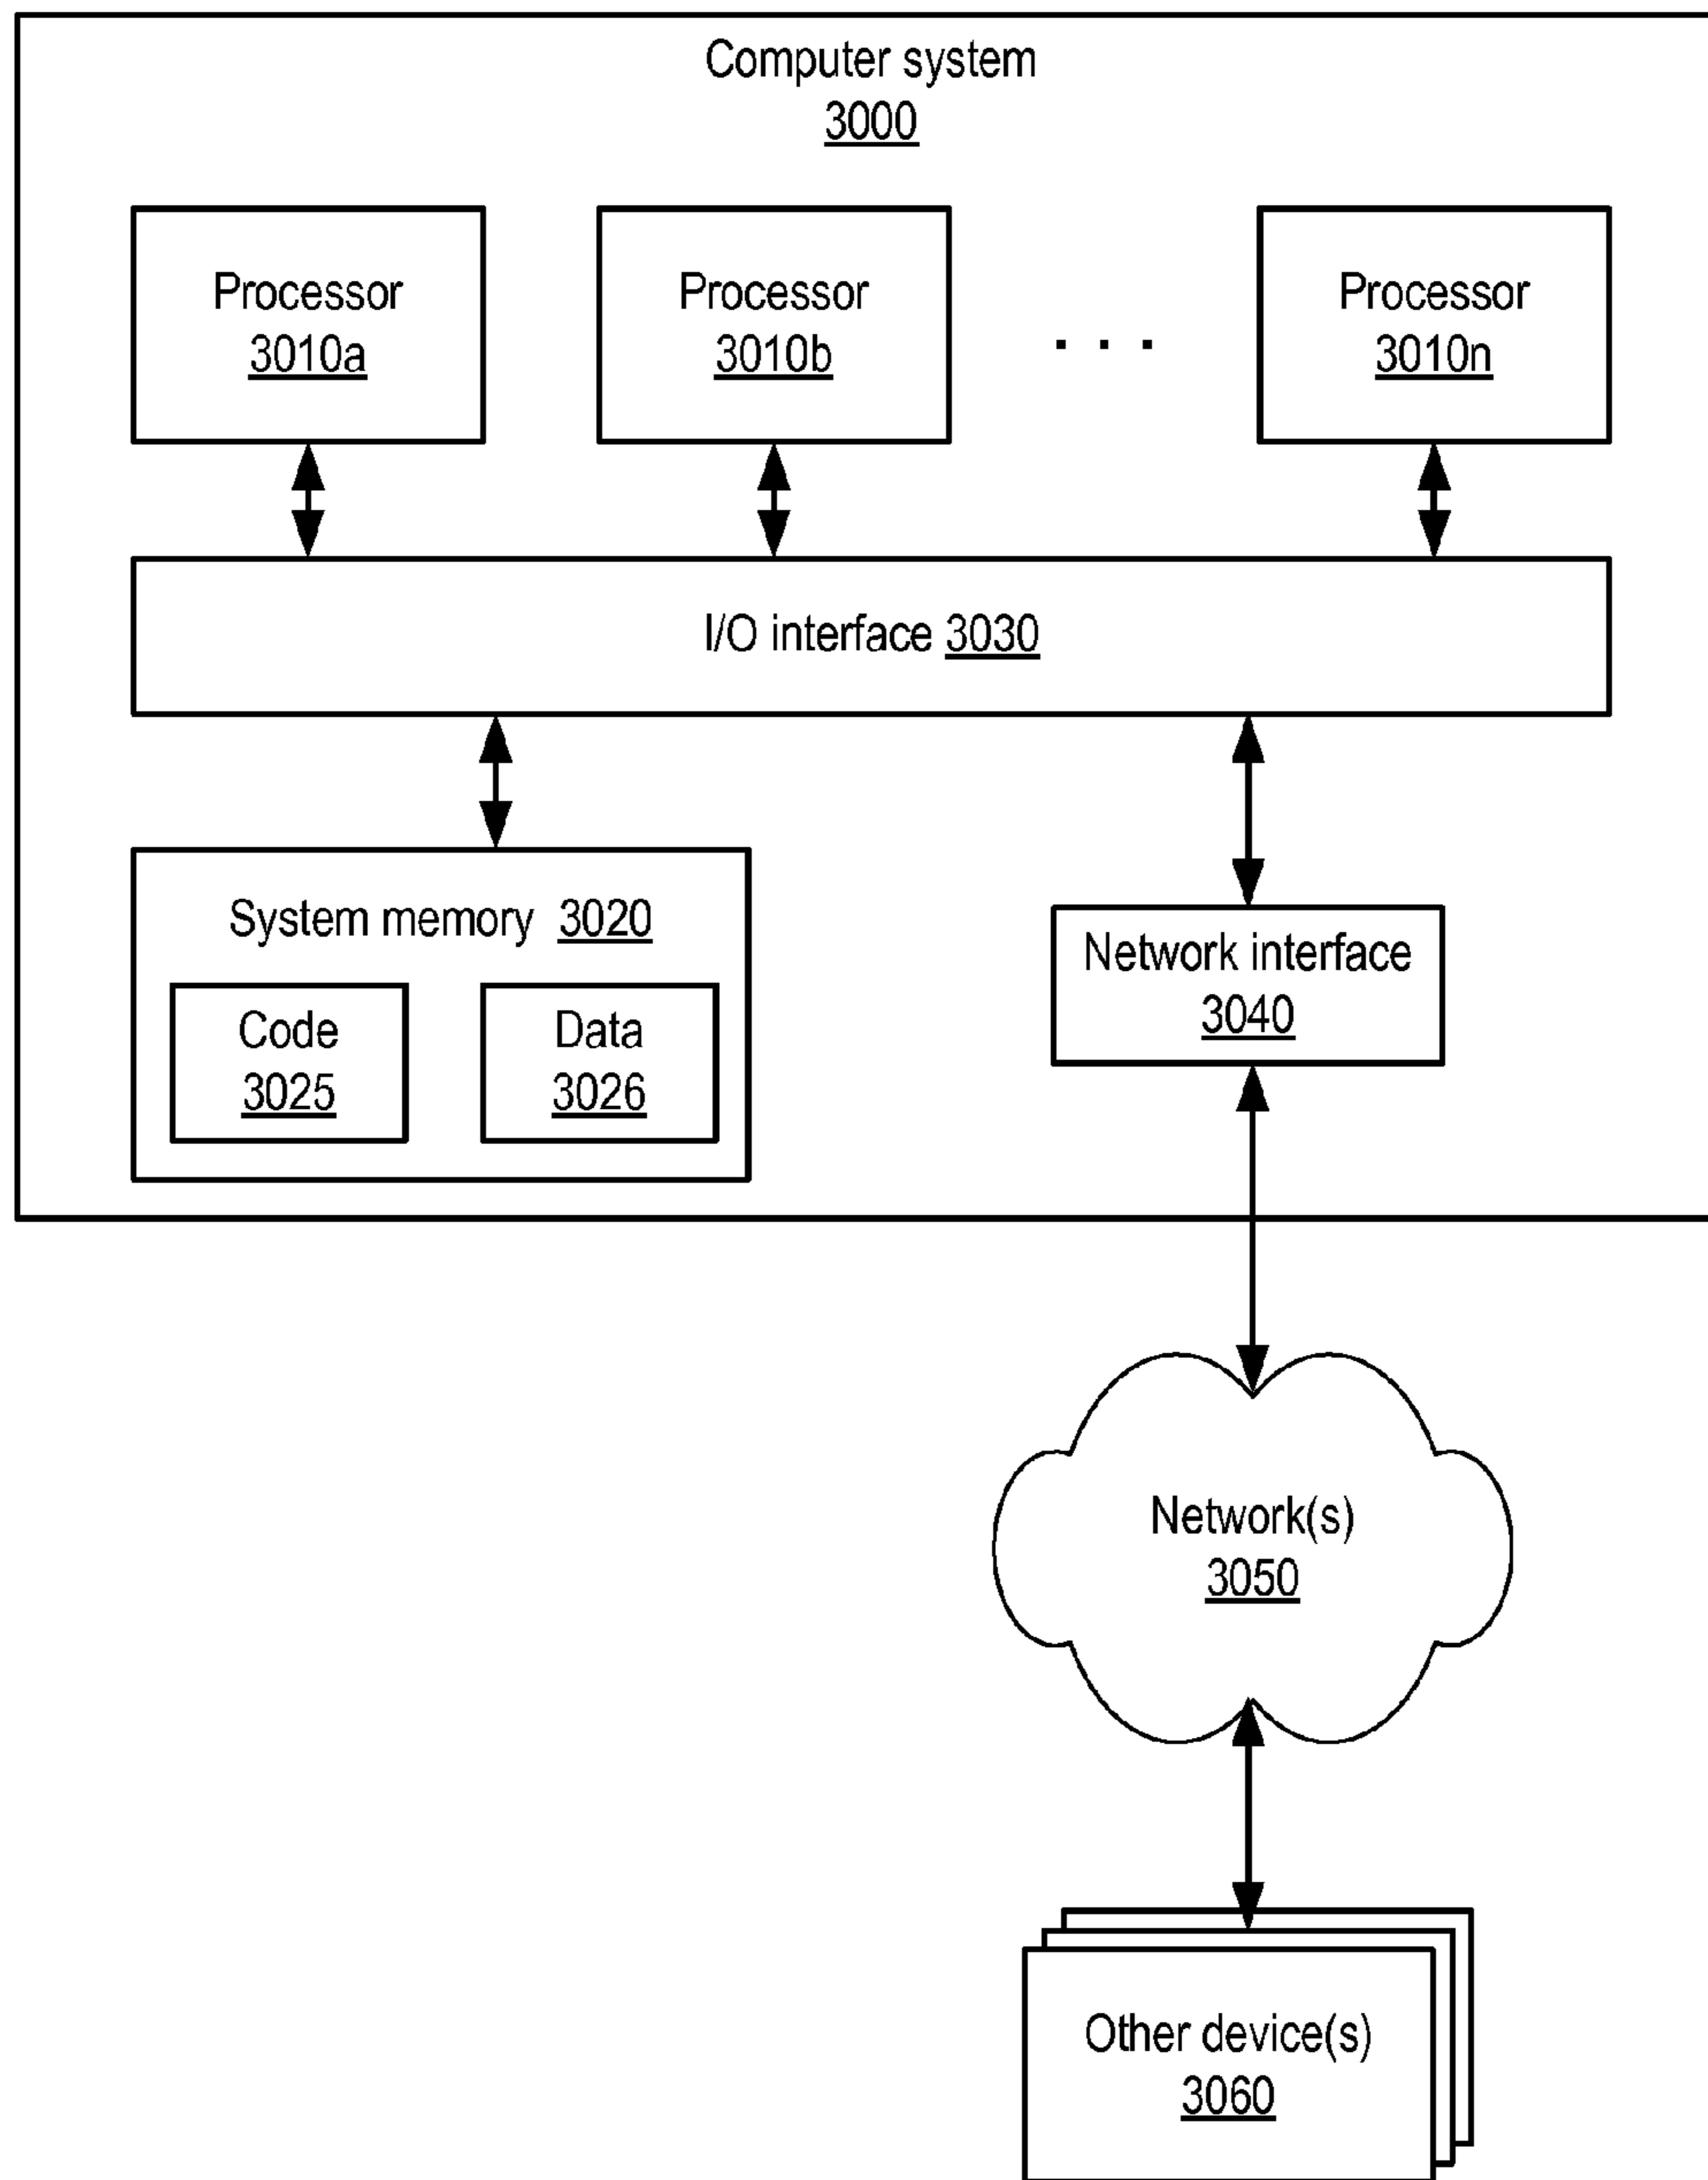 Computer system
3000
Processor
3010a
Processor
3010b
. . .
Processor
3010n
I/O interface 3030
System memory 3020
Code
3025
Data
3026
Network interface
3040
Network(s)
3050
Other device(s)
3060